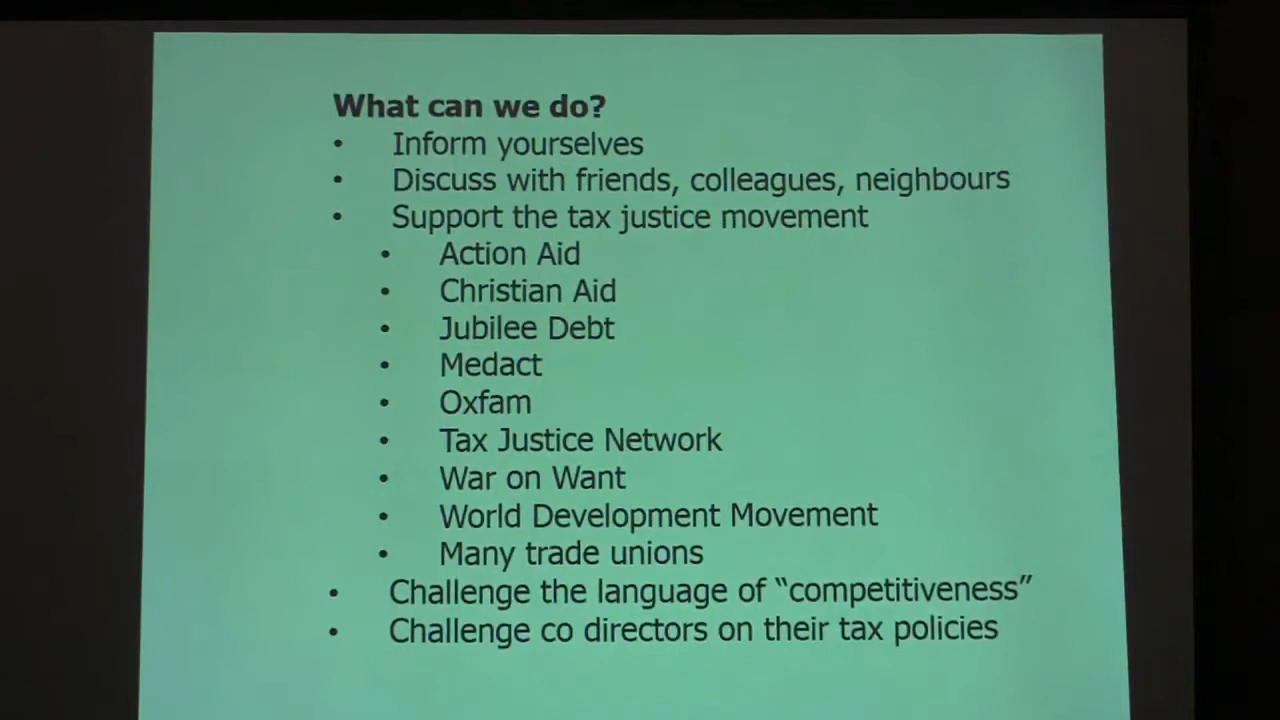 What can we do?
• Inform yourselves
• Discuss with friends, colleagues, neighbours
• Support the tax justice movement
• Action Aid
• Christian Aid
• Jubilee Debt
• Medact
• Oxfam
• Tax Justice Network
• War on Want
• World Development Movement
• Many trade unions
• Challenge the language of “competitiveness”
• Challenge co directors on their tax policies